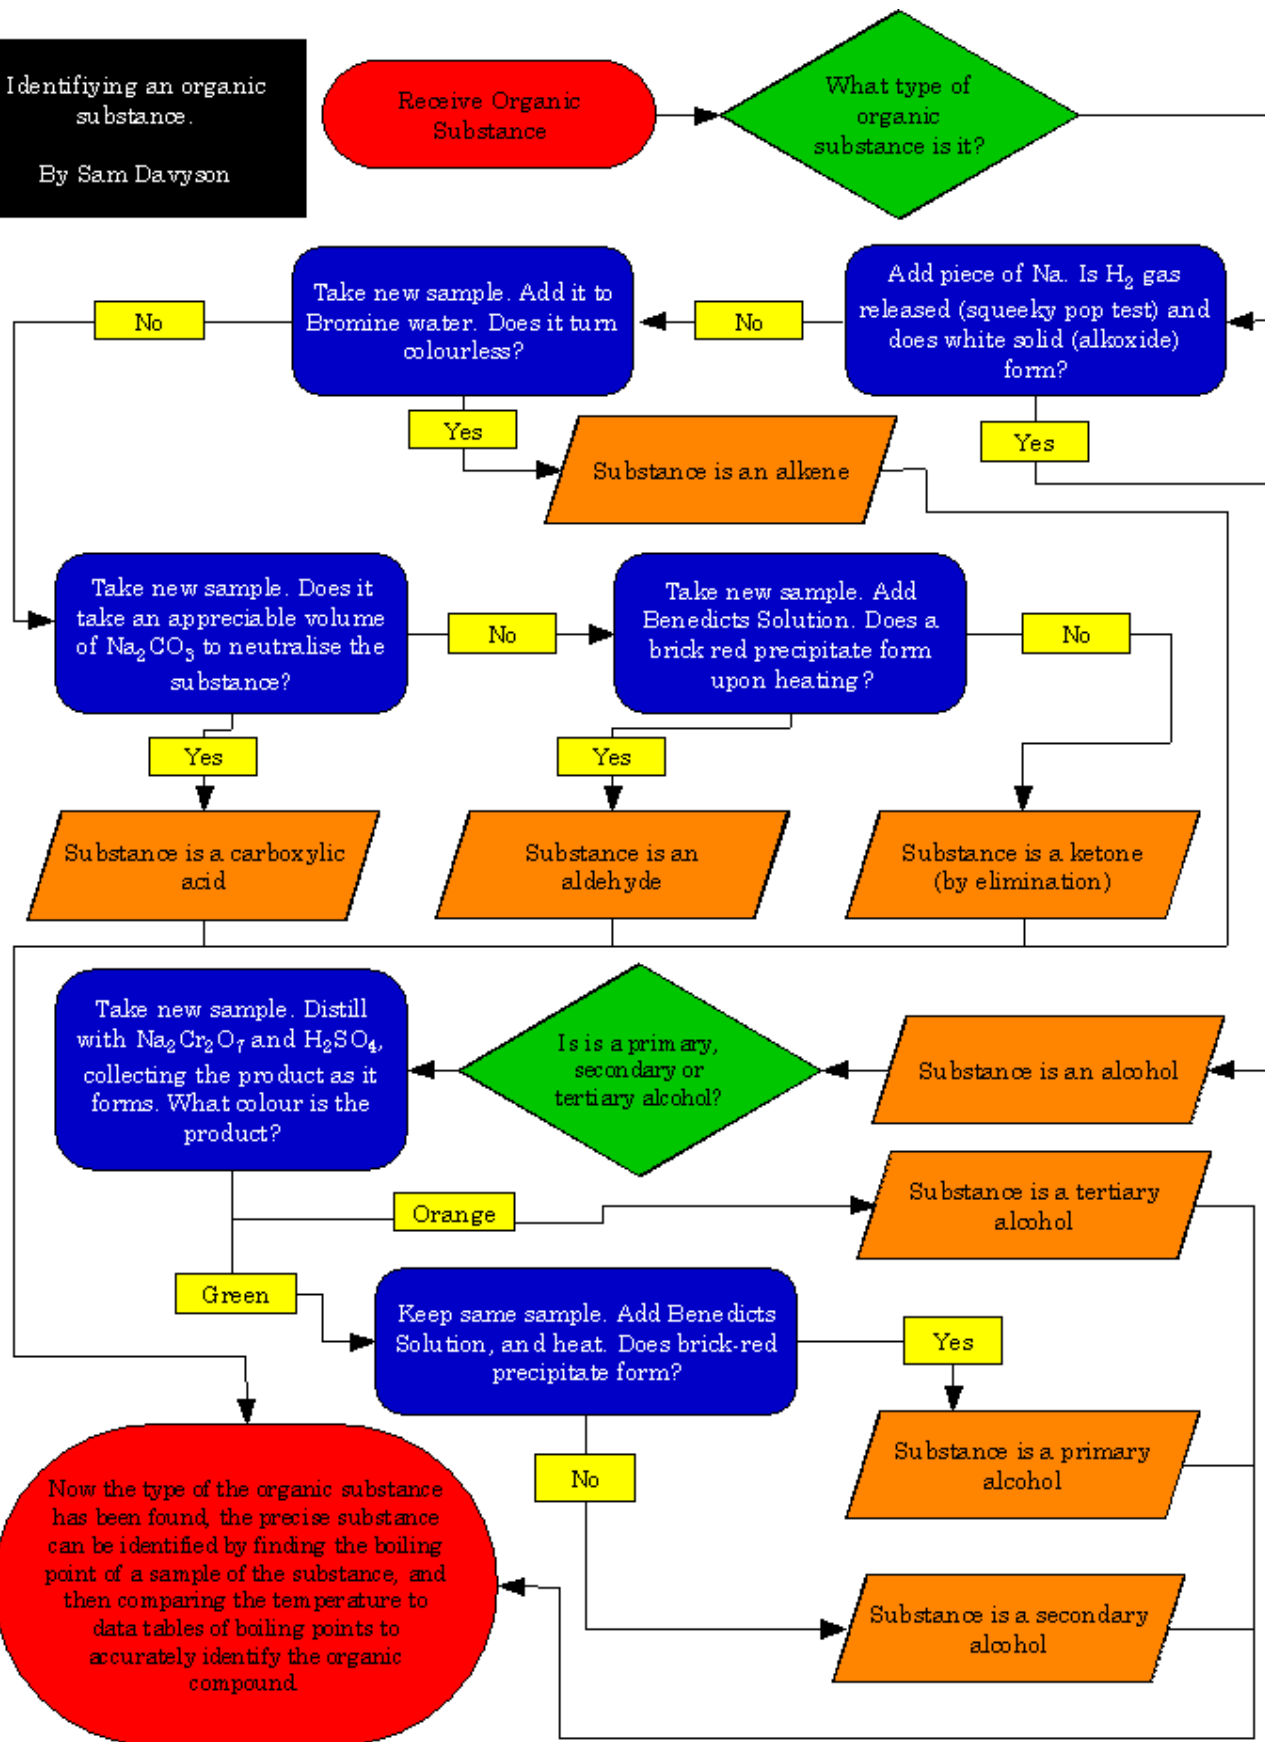 Identifiying an organic
substance.
By Sam Davyson
Receive Organic
Substance
What type of
organic
substance is it?
Add piece of Na. Is H₂ gas
released (squeeky pop test) and
does white solid (alkoxide)
form?
No
Take new sample. Add it to
Bromine water. Does it turn
colourless?
No
Yes
Yes
Substance is an alkene
Take new sample. Does it
take an appreciable volume
of Na₂CO₃ to neutralise the
substance?
No
Take new sample. Add
Benedicts Solution. Does a
brick red precipitate form
upon heating?
No
Yes
Yes
Substance is a carboxylic
acid
Substance is an
aldehyde
Substance is a ketone
(by elimination)
Take new sample. Distill
with Na₂Cr₂O₇ and H₂SO₄,
collecting the product as it
forms. What colour is the
product?
Is is a primary,
secondary or
tertiary alcohol?
Substance is an alcohol
Orange
Substance is a tertiary
alcohol
Green
Keep same sample. Add Benedicts
Solution, and heat. Does brick-red
precipitate form?
Yes
Substance is a primary
alcohol
No
Substance is a secondary
alcohol
Now the type of the organic substance
has been found, the precise substance
can be identified by finding the boiling
point of a sample of the substance, and
then comparing the temperature to
data tables of boiling points to
accurately identify the organic
compound.